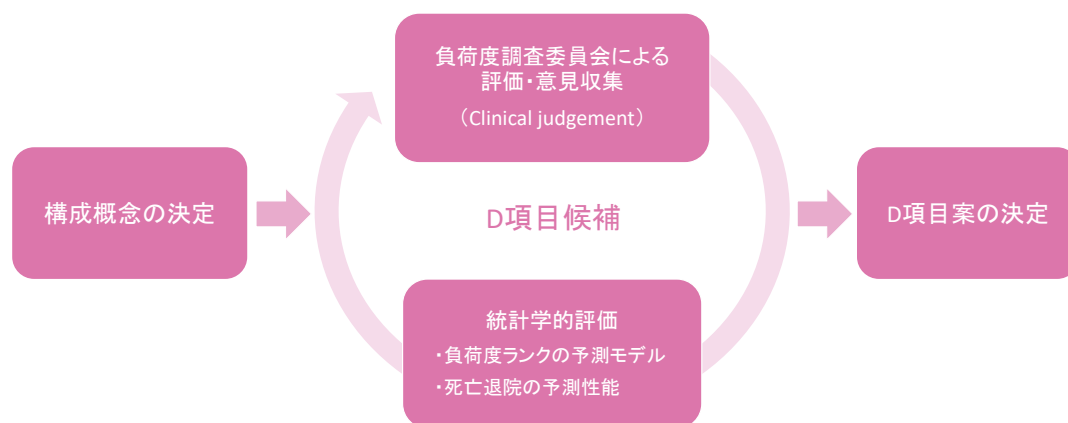 負荷度調査委員会による
評価・意見収集
（Clinical judgement）
構成概念の決定
D項目候補
D項目案の決定
統計学的評価
・負荷度ランクの予測モデル
・死亡退院の予測性能